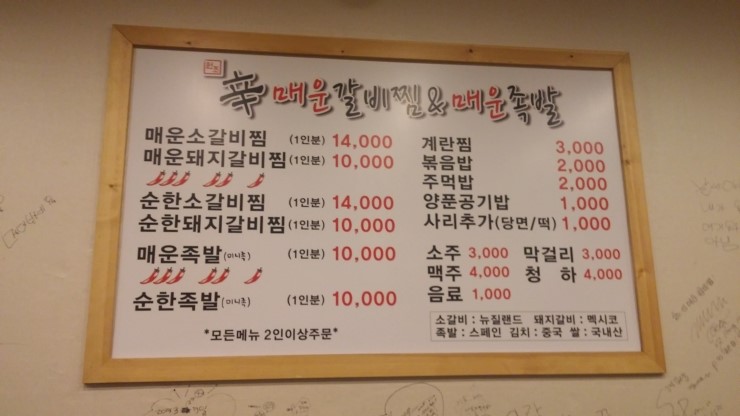 원조
辛 매운갈비찜&매운족발
매운소갈비찜 (1인분) 14,000
매운돼지갈비찜 (1인분) 10,000
순한소갈비찜 (1인분) 14,000
순한돼지갈비찜 (1인분) 10,000
매운족발 (미니족) (1인분) 10,000
순한족발 (미니족) (1인분) 10,000
*모든메뉴 2인이상주문*
계란찜 3,000
볶음밥 2,000
주먹밥 2,000
양푼공기밥 1,000
사리추가(당면/떡) 1,000
소주 3,000 막걸리 3,000
맥주 4,000 청 하 4,000
음료 1,000
소갈비 : 뉴질랜드 돼지갈비 : 멕시코
족발 : 스페인 김치 : 중국 쌀 : 국내산